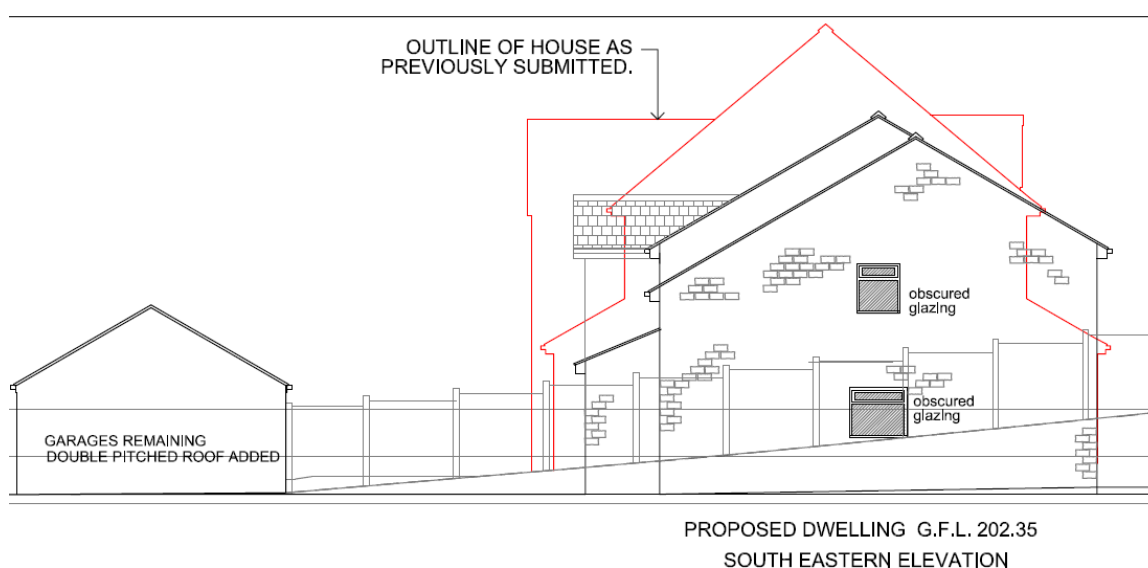 OUTLINE OF HOUSE AS
PREVIOUSLY SUBMITTED.
obscured
glazing
obscured
glazing
GARAGES REMAINING
DOUBLE PITCHED ROOF ADDED
PROPOSED DWELLING G.F.L. 202.35
SOUTH EASTERN ELEVATION